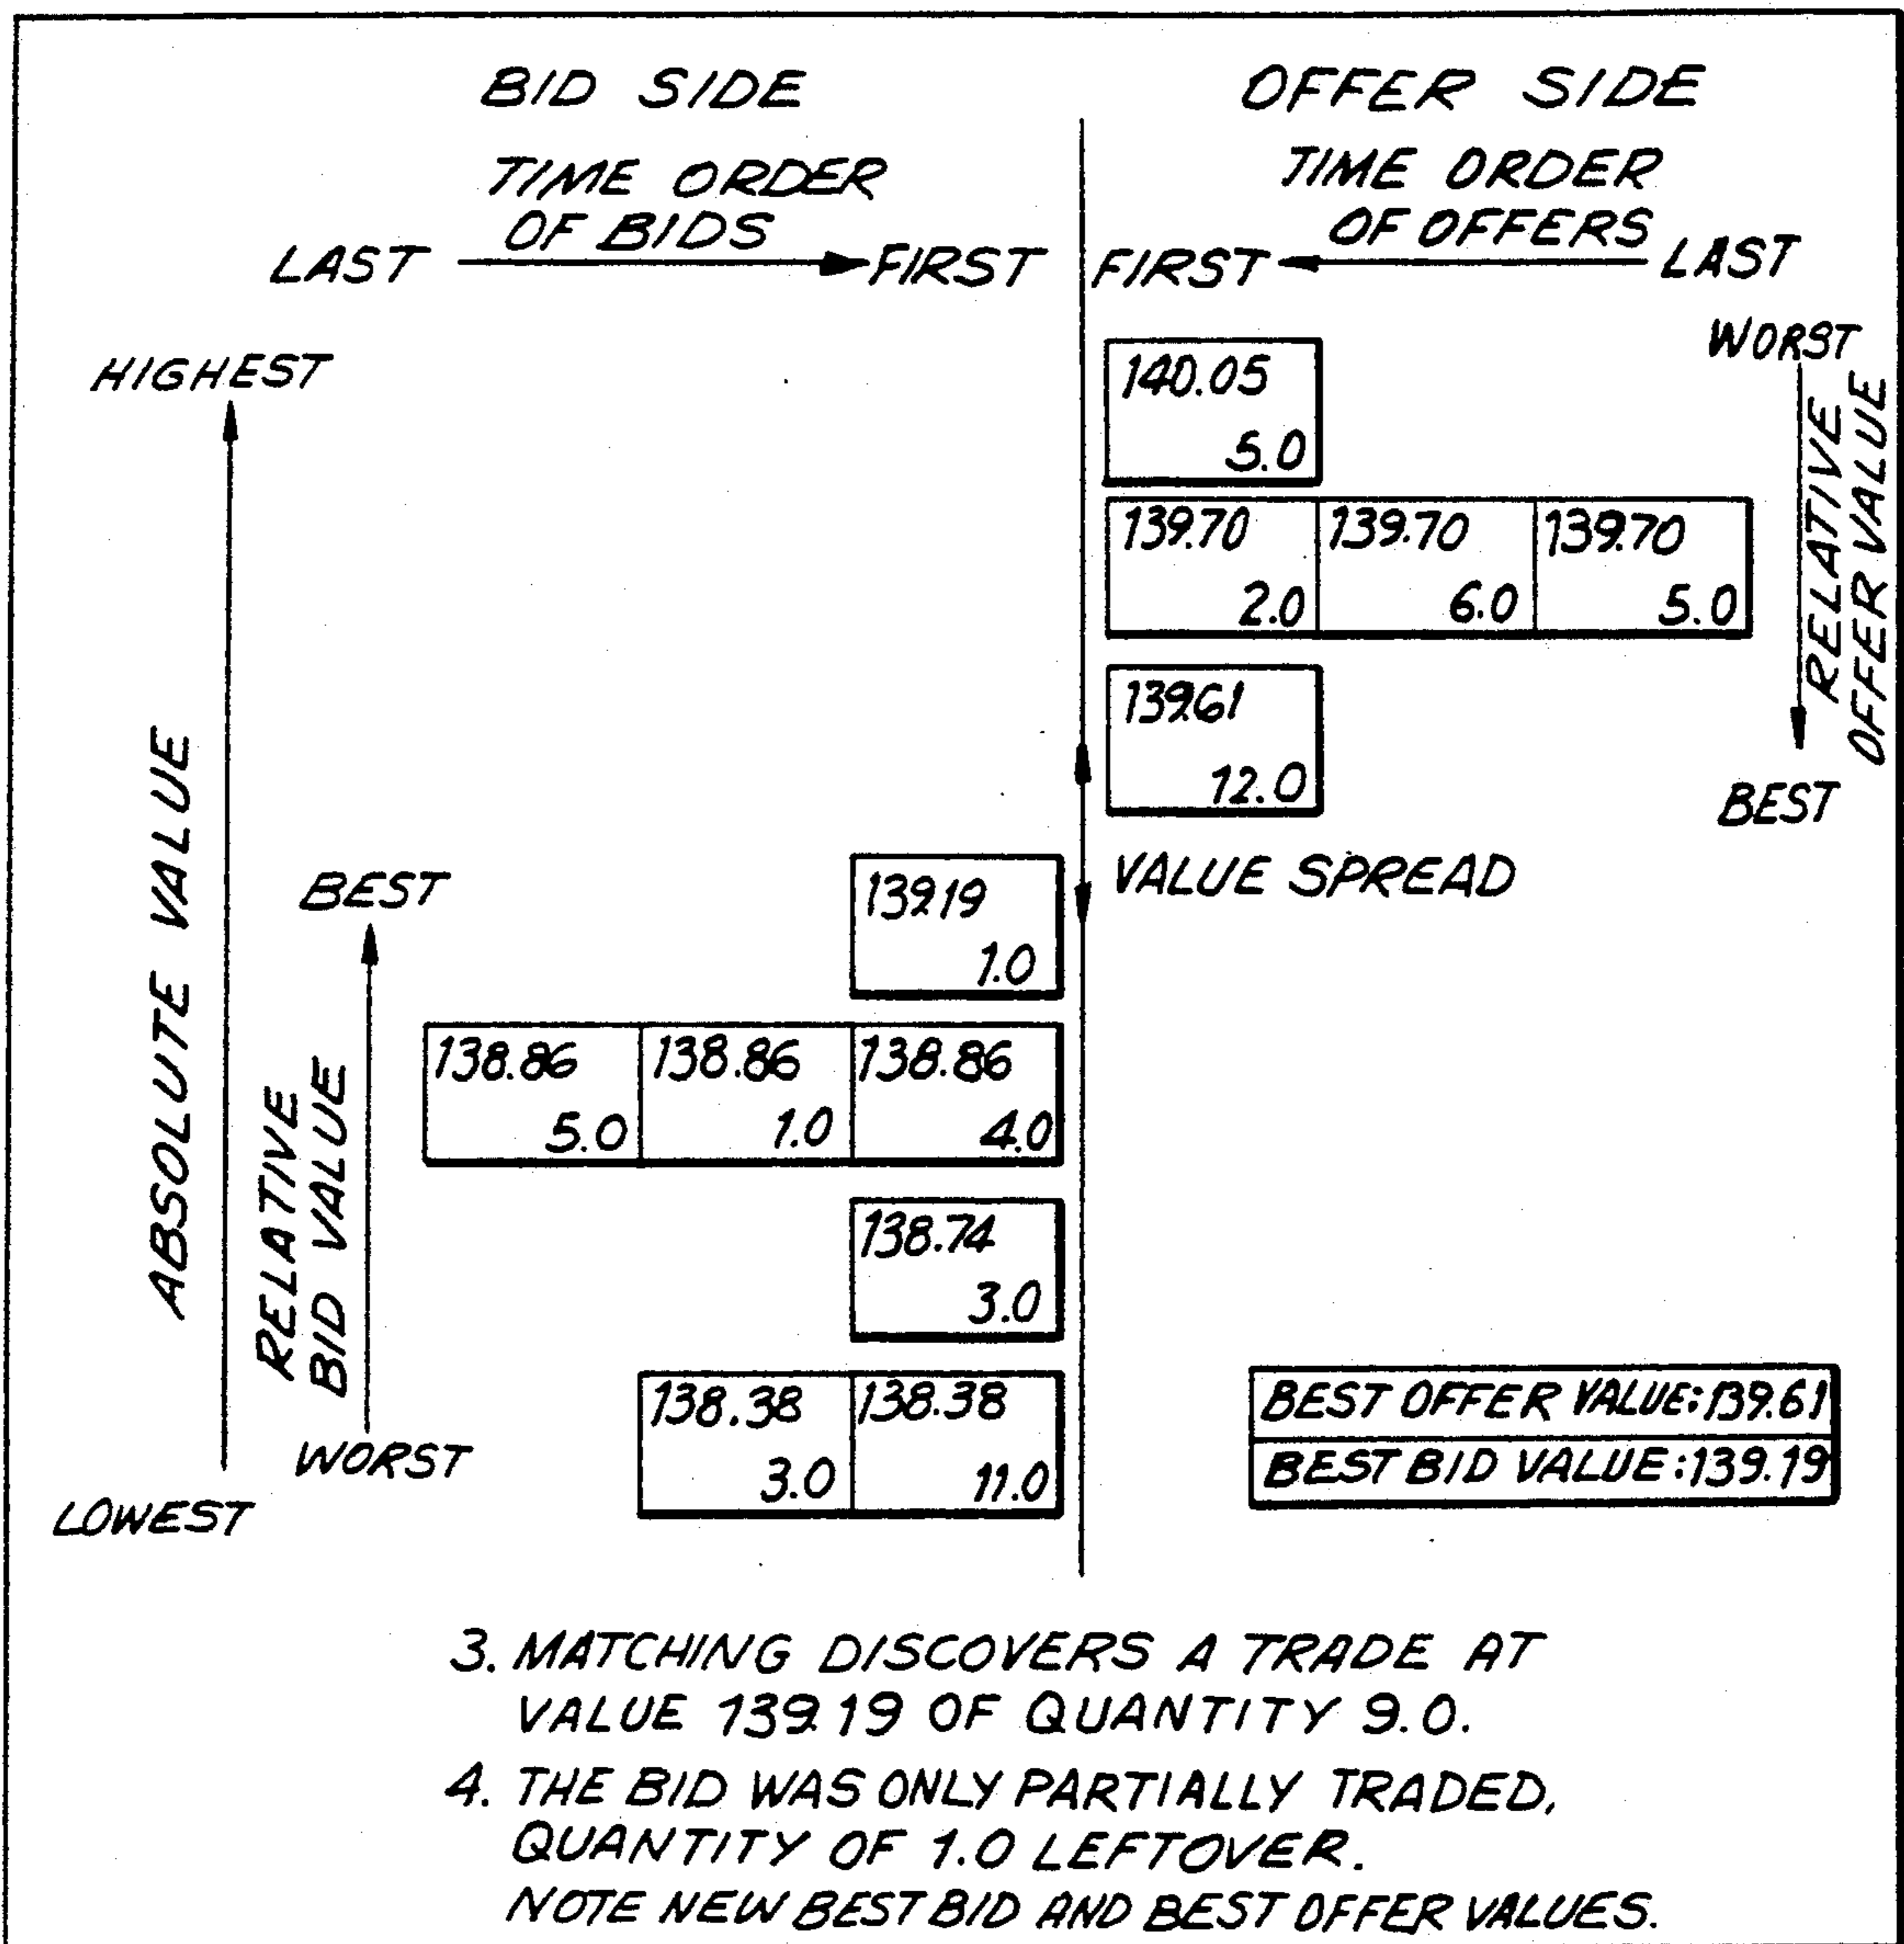 BID SIDE
OFFER SIDE
TIME ORDER
OF BIDS
TIME ORDER
OF OFFERS
LAST
FIRST
FIRST
LAST
HIGHEST
WORST
140.05
5.0
139.70
139.70
139.70
2.0
6.0
5.0
RELATIVE
OFFER VALUE
139.61
12.0
BEST
VALUE SPREAD
BEST
139.19
1.0
ABSOLUTE VALUE
138.86
138.86
138.86
5.0
1.0
4.0
RELATIVE
BID VALUE
138.74
3.0
138.38
138.38
3.0
11.0
WORST
LOWEST
BEST OFFER VALUE:139.61
BEST BID VALUE:139.19
3. MATCHING DISCOVERS A TRADE AT
VALUE 139.19 OF QUANTITY 9.0.
4. THE BID WAS ONLY PARTIALLY TRADED,
QUANTITY OF 1.0 LEFTOVER.
NOTE NEW BEST BID AND BEST OFFER VALUES.